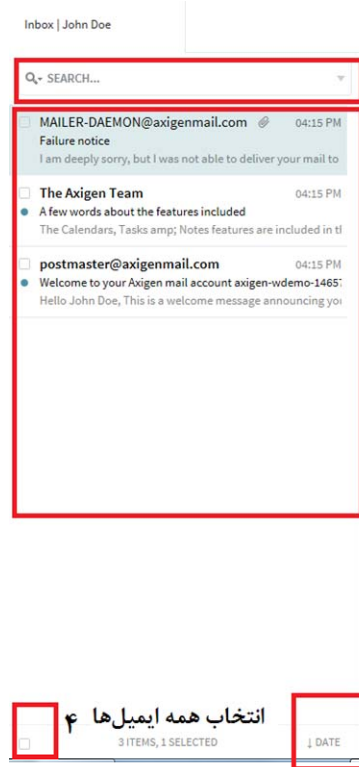 Inbox | John Doe
SEARCH...
MAILER-DAEMON@axigenmail.com 04:15 PM
Failure notice
I am deeply sorry, but I was not able to deliver your mail to
The Axigen Team 04:15 PM
A few words about the features included
The Calendars, Tasks amp; Notes features are included in tl
postmaster@axigenmail.com 04:15 PM
Welcome to your Axigen mail account axigen-wdemo-1465
Hello John Doe, This is a welcome message announcing you
انتخاب همه ایمیل‌ها ۴
3 ITEMS, 1 SELECTED ↓ DATE